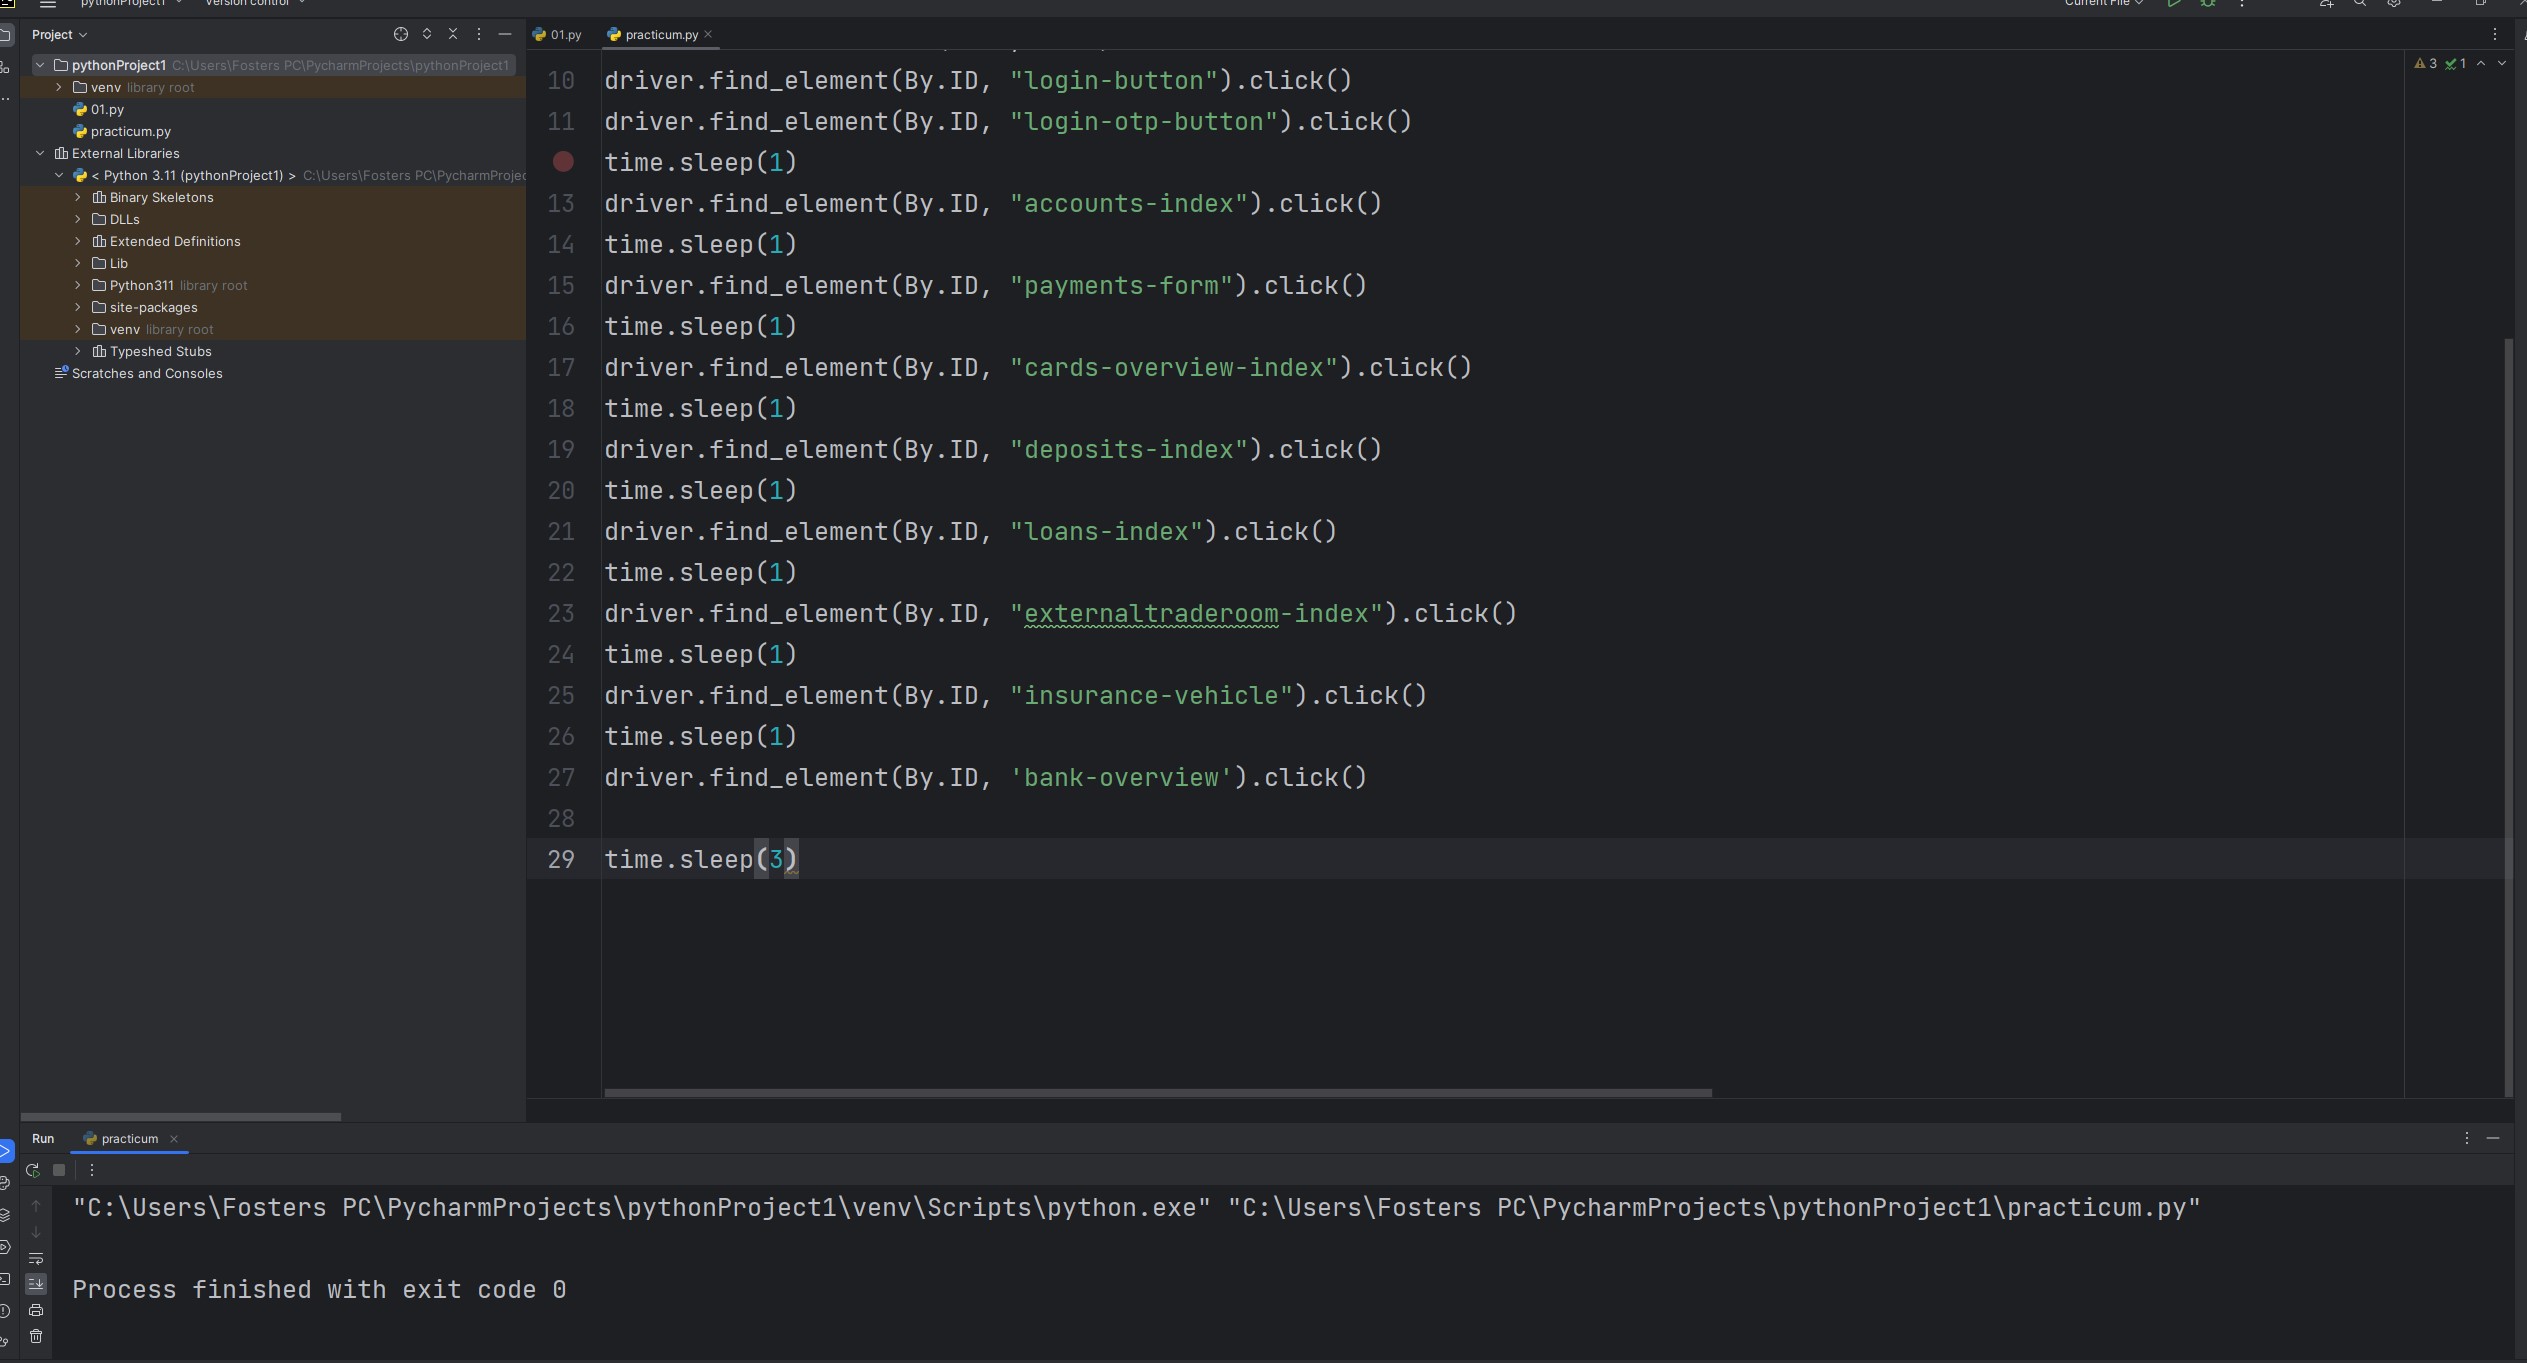 pythonProject1 Version control Current File
Project
01.py practicum.py
pythonProject1 C:\Users\Fosters PC\PycharmProjects\pythonProject1
venv library root
01.py
practicum.py
External Libraries
< Python 3.11 (pythonProject1) > C:\Users\Fosters PC\PycharmProjec
Binary Skeletons
DLLs
Extended Definitions
Lib
Python311 library root
site-packages
venv library root
Typeshed Stubs
Scratches and Consoles
3 1
10 driver.find_element(By.ID, "login-button").click()
11 driver.find_element(By.ID, "login-otp-button").click()
time.sleep(1)
13 driver.find_element(By.ID, "accounts-index").click()
14 time.sleep(1)
15 driver.find_element(By.ID, "payments-form").click()
16 time.sleep(1)
17 driver.find_element(By.ID, "cards-overview-index").click()
18 time.sleep(1)
19 driver.find_element(By.ID, "deposits-index").click()
20 time.sleep(1)
21 driver.find_element(By.ID, "loans-index").click()
22 time.sleep(1)
23 driver.find_element(By.ID, "externaltraderoom-index").click()
24 time.sleep(1)
25 driver.find_element(By.ID, "insurance-vehicle").click()
26 time.sleep(1)
27 driver.find_element(By.ID, 'bank-overview').click()
28
29 time.sleep(3)
Run practicum
"C:\Users\Fosters PC\PycharmProjects\pythonProject1\venv\Scripts\python.exe" "C:\Users\Fosters PC\PycharmProjects\pythonProject1\practicum.py"
Process finished with exit code 0